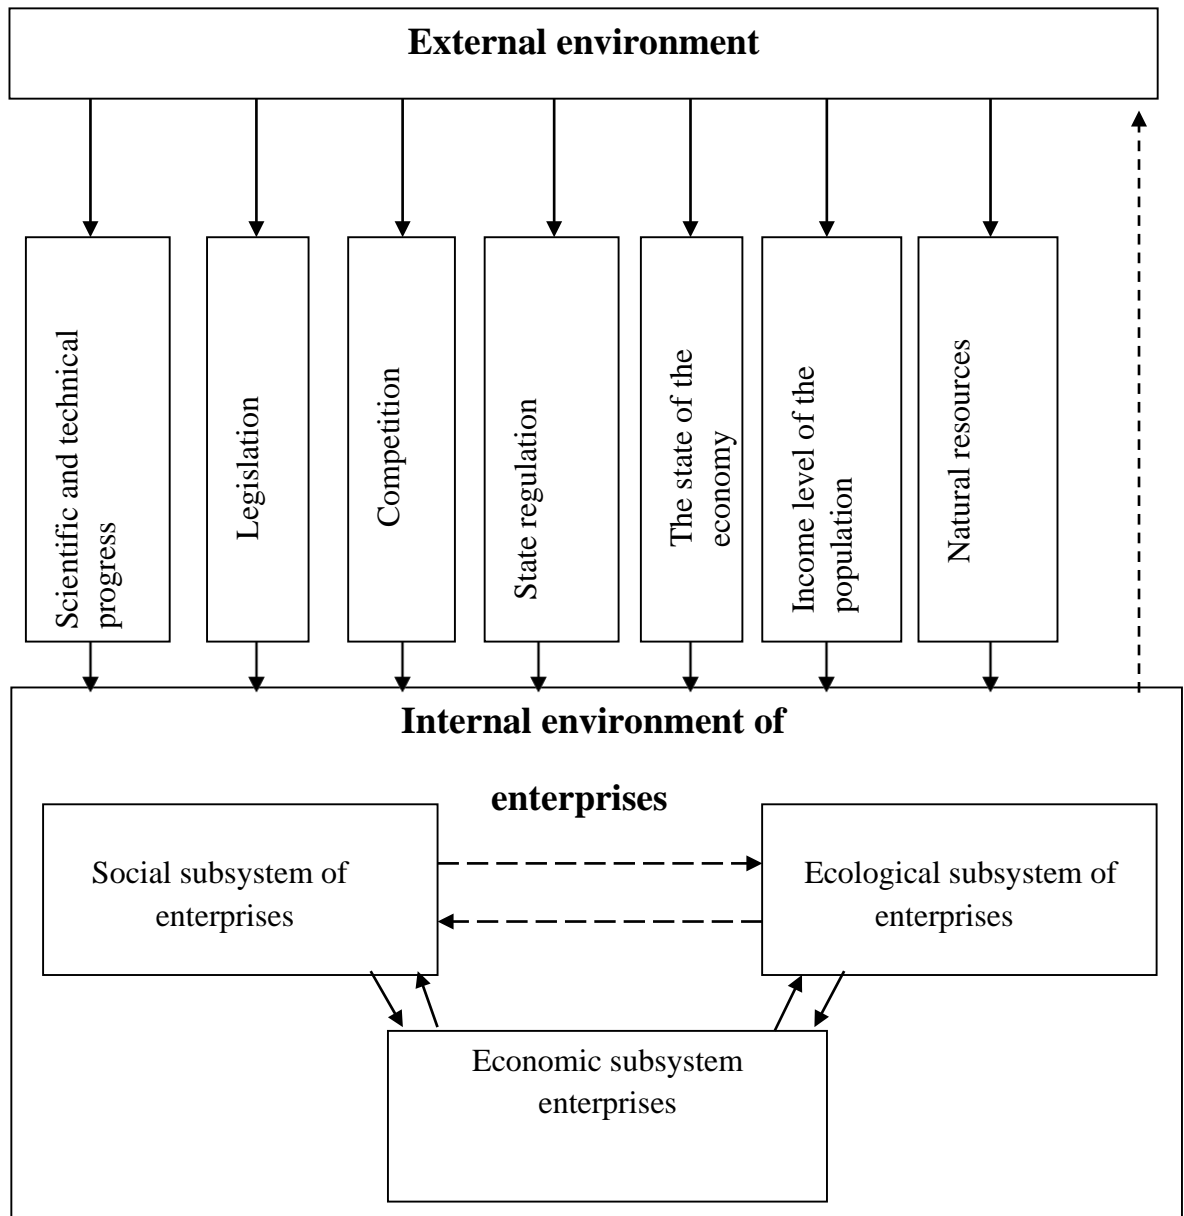 External environment
Scientific and technical
progress
Legislation
Competition
State regulation
The state of the
economy
Income level of the
population
Natural resources
Internal environment of
enterprises
Social subsystem of
enterprises
Ecological subsystem of
enterprises
Economic subsystem
enterprises